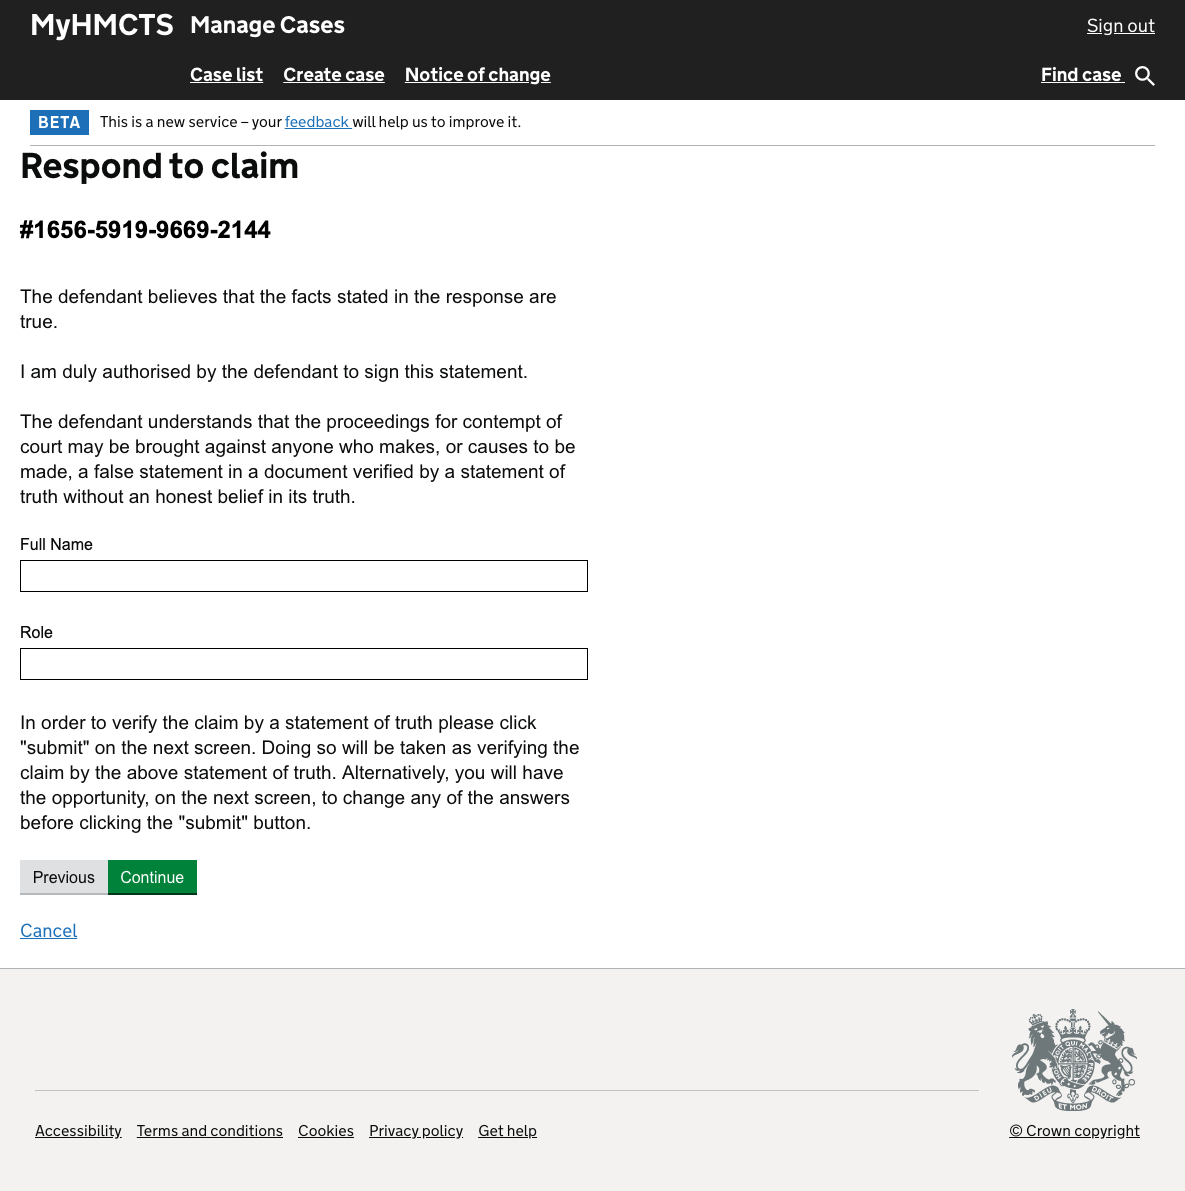 MyHMCTS Manage Cases Sign out
Case list Create case Notice of change Find case
BETA This is a new service – your feedback will help us to improve it.
Respond to claim
#1656-5919-9669-2144
The defendant believes that the facts stated in the response are
true.
I am duly authorised by the defendant to sign this statement.
The defendant understands that the proceedings for contempt of
court may be brought against anyone who makes, or causes to be
made, a false statement in a document verified by a statement of
truth without an honest belief in its truth.
Full Name
Role
In order to verify the claim by a statement of truth please click
"submit" on the next screen. Doing so will be taken as verifying the
claim by the above statement of truth. Alternatively, you will have
the opportunity, on the next screen, to change any of the answers
before clicking the "submit" button.
Previous Continue
Cancel
DIEU ET MON DROIT
Accessibility Terms and conditions Cookies Privacy policy Get help © Crown copyright